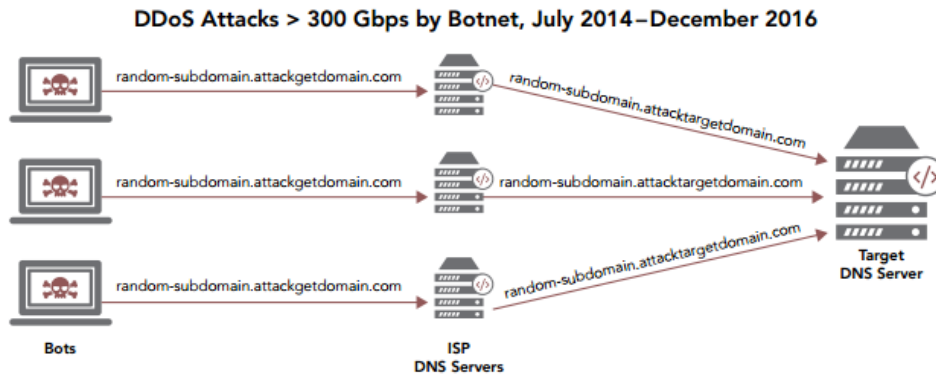 DDoS Attacks > 300 Gbps by Botnet, July 2014–December 2016
random-subdomain.attackgetdomain.com
random-subdomain.attacktargetdomain.com
random-subdomain.attackgetdomain.com
random-subdomain.attacktargetdomain.com
random-subdomain.attackgetdomain.com
random-subdomain.attacktargetdomain.com
</>
</>
</>
</>
Target
DNS Server
Bots
ISP
DNS Servers